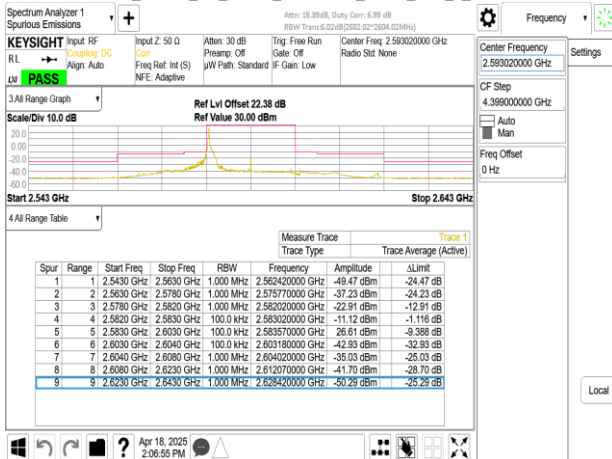 Spectrum Analyzer 1
Spurious Emissions
Atten: 15.39dB, Duty Corr: 6.99 dB
RBW Trans:6.02dB(2582.02~2604.02MHz)
Frequency
KEYSIGHT Input: RF Input Z: 50 Ω Atten: 30 dB Trig: Free Run Center Freq: 2.593020000 GHz
RL Coupling: DC Corr Preamp: Off Gate: Off Radio Std: None
Align: Auto Freq Ref: Int (S) µW Path: Standard IF Gain: Low
LXI PASS NFE: Adaptive
Center Frequency
2.593020000 GHz
Settings
CF Step
4.399000000 GHz
Auto
Man
Freq Offset
0 Hz
3 All Range Graph
Ref Lvl Offset 22.38 dB
Scale/Div 10.0 dB Ref Value 30.00 dBm
20.0
0.00
-20.0
-40.0
-60.0
Start 2.543 GHz Stop 2.643 GHz
4 All Range Table
Measure Trace Trace 1
Trace Type Trace Average (Active)
Spur Range Start Freq Stop Freq RBW Frequency Amplitude ΔLimit
1 1 2.5430 GHz 2.5630 GHz 1.000 MHz 2.562420000 GHz -49.47 dBm -24.47 dB
2 2 2.5630 GHz 2.5780 GHz 1.000 MHz 2.575770000 GHz -37.23 dBm -24.23 dB
3 3 2.5780 GHz 2.5820 GHz 1.000 MHz 2.582020000 GHz -22.91 dBm -12.91 dB
4 4 2.5820 GHz 2.5830 GHz 100.0 kHz 2.583020000 GHz -11.12 dBm -1.116 dB
5 5 2.5830 GHz 2.6030 GHz 100.0 kHz 2.583570000 GHz 26.61 dBm -9.388 dB
6 6 2.6030 GHz 2.6040 GHz 100.0 kHz 2.603180000 GHz -42.93 dBm -32.93 dB
7 7 2.6040 GHz 2.6080 GHz 1.000 MHz 2.604020000 GHz -35.03 dBm -25.03 dB
8 8 2.6080 GHz 2.6230 GHz 1.000 MHz 2.612070000 GHz -41.70 dBm -28.70 dB
9 9 2.6230 GHz 2.6430 GHz 1.000 MHz 2.628420000 GHz -50.29 dBm -25.29 dB
Local
? Apr 18, 2025
2:06:55 PM